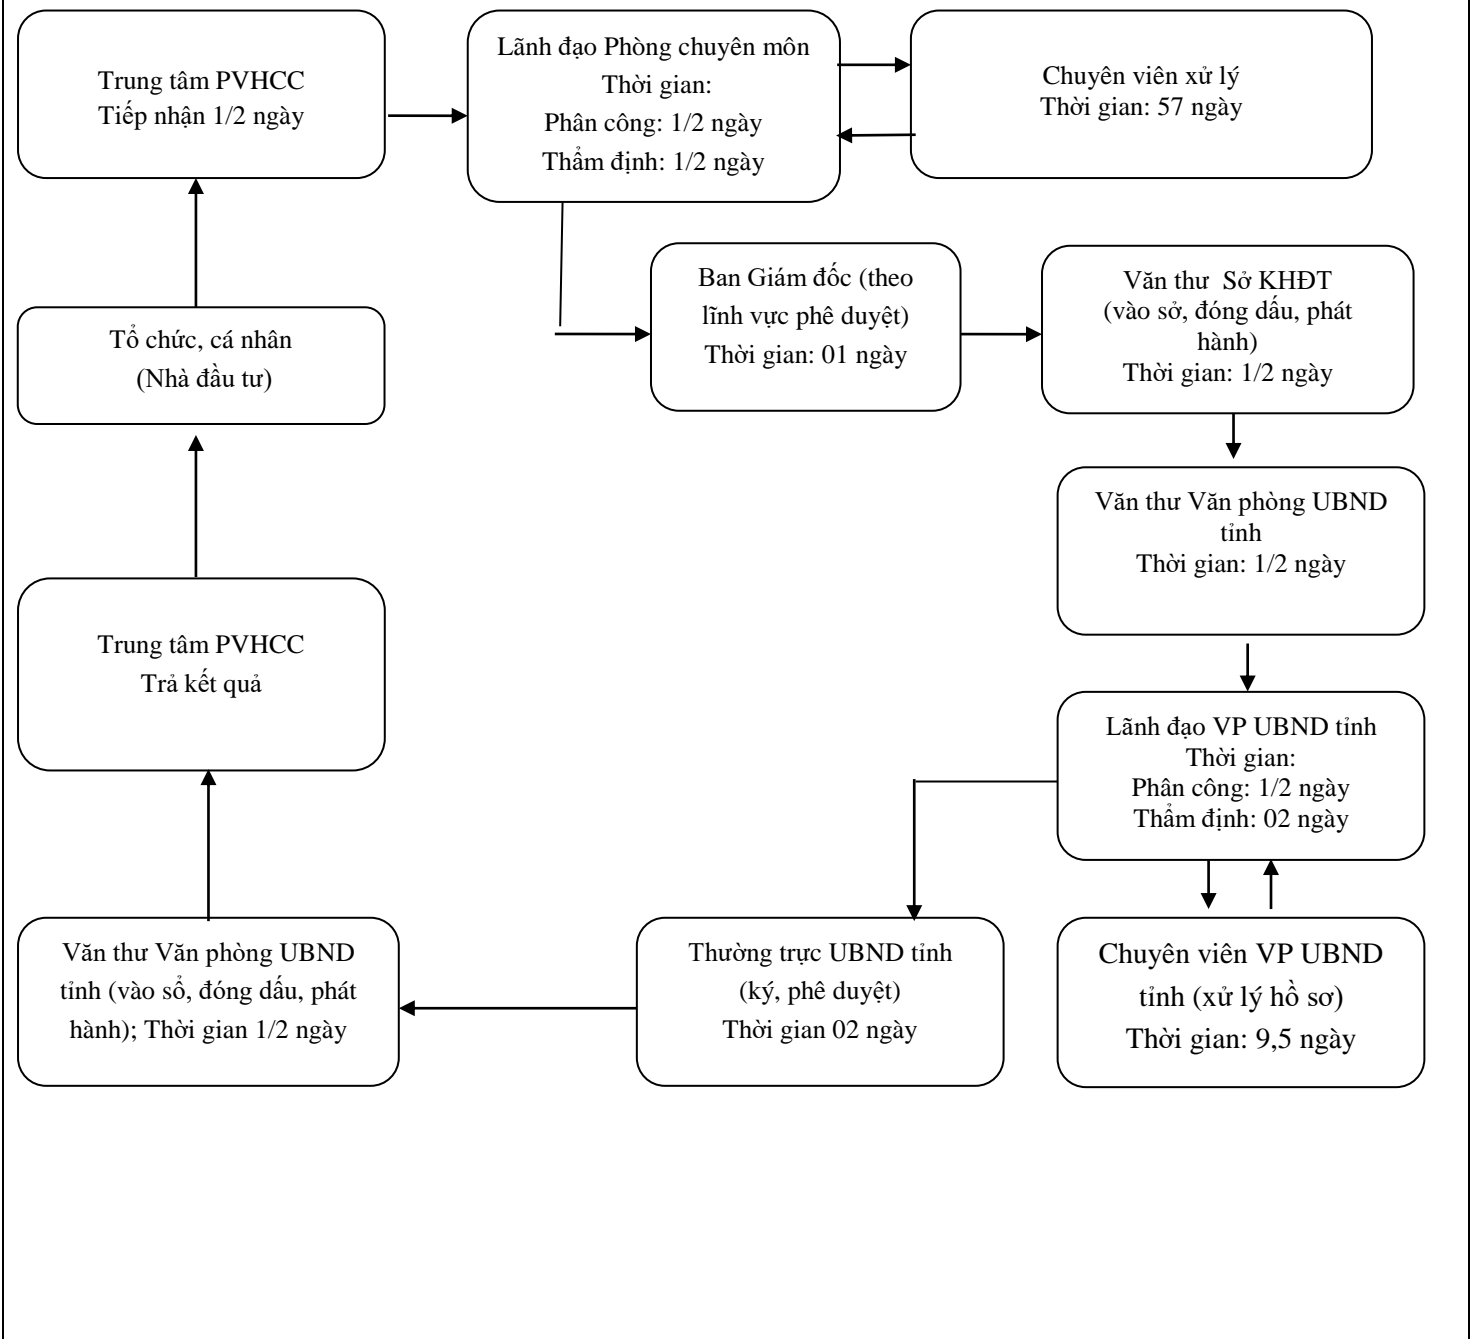 Trung tâm PVHCC
Tiếp nhận 1/2 ngày
Lãnh đạo Phòng chuyên môn
Thời gian:
Phân công: 1/2 ngày
Thẩm định: 1/2 ngày
Chuyên viên xử lý
Thời gian: 57 ngày
Tổ chức, cá nhân
(Nhà đầu tư)
Ban Giám đốc (theo
lĩnh vực phê duyệt)
Thời gian: 01 ngày
Văn thư  Sở KHĐT
(vào sở, đóng dấu, phát
hành)
Thời gian: 1/2 ngày
Văn thư Văn phòng UBND
tỉnh
Thời gian: 1/2 ngày
Trung tâm PVHCC
Trả kết quả
Lãnh đạo VP UBND tỉnh
Thời gian:
Phân công: 1/2 ngày
Thẩm định: 02 ngày
Văn thư Văn phòng UBND
tỉnh (vào sổ, đóng dấu, phát
hành); Thời gian 1/2 ngày
Thường trực UBND tỉnh
(ký, phê duyệt)
Thời gian 02 ngày
Chuyên viên VP UBND
tỉnh (xử lý hồ sơ)
Thời gian: 9,5 ngày